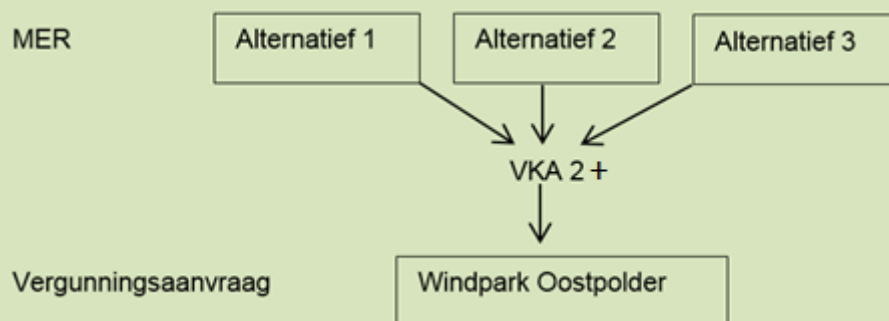 MER
Alternatief 1
Alternatief 2
Alternatief 3
VKA 2 +
Vergunningsaanvraag
Windpark Oostpolder